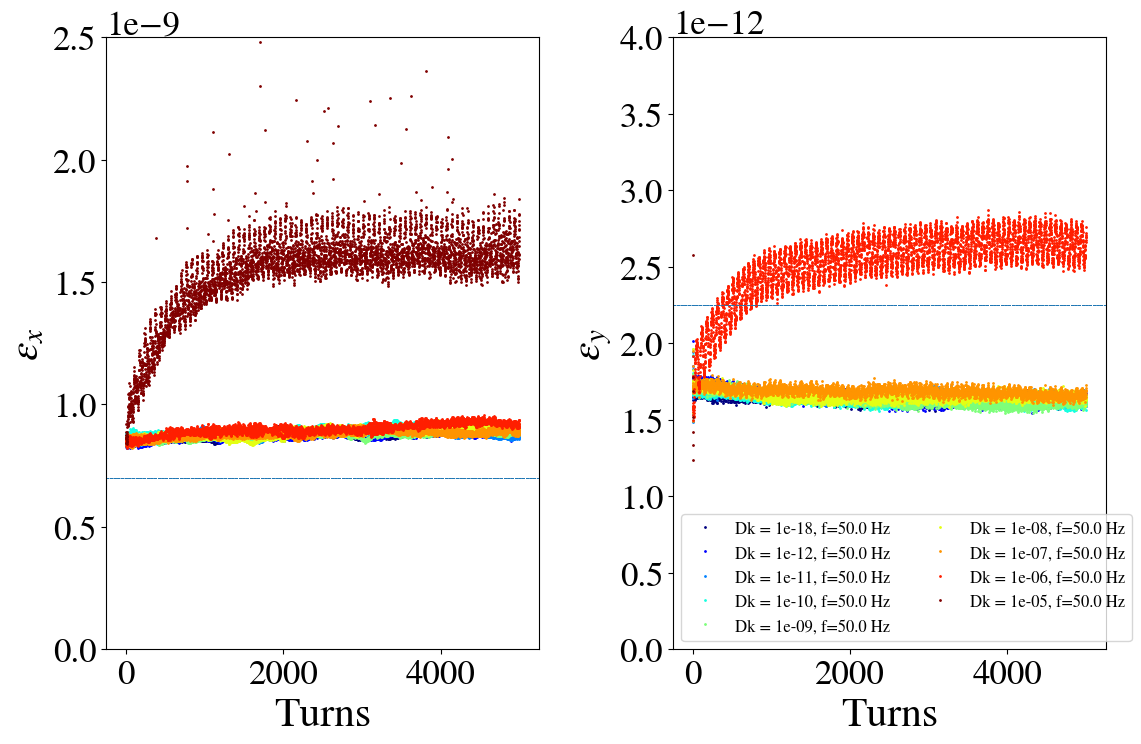 1e−9
2.5
2.0
1.5
1.0
0.5
0.0
εx
0
2000
4000
Turns
1e−12
4.0
3.5
3.0
2.5
2.0
1.5
1.0
0.5
0.0
εy
0
2000
4000
Turns
Dk = 1e-18, f=50.0 Hz
Dk = 1e-12, f=50.0 Hz
Dk = 1e-11, f=50.0 Hz
Dk = 1e-10, f=50.0 Hz
Dk = 1e-09, f=50.0 Hz
Dk = 1e-08, f=50.0 Hz
Dk = 1e-07, f=50.0 Hz
Dk = 1e-06, f=50.0 Hz
Dk = 1e-05, f=50.0 Hz